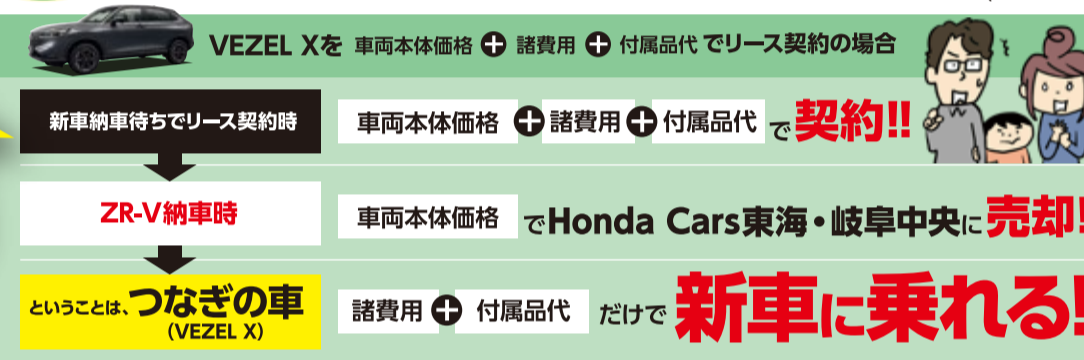 VEZEL Xを 車両本体価格 + 諸費用 + 付属品代 でリース契約の場合
新車納車待ちでリース契約時
車両本体価格 + 諸費用 + 付属品代 で 契約!!
ZR-V納車時
車両本体価格 でHonda Cars東海・岐阜中央に 売却!
ということは、つなぎの車
(VEZEL X)
諸費用 + 付属品代 だけで 新車に乗れる!